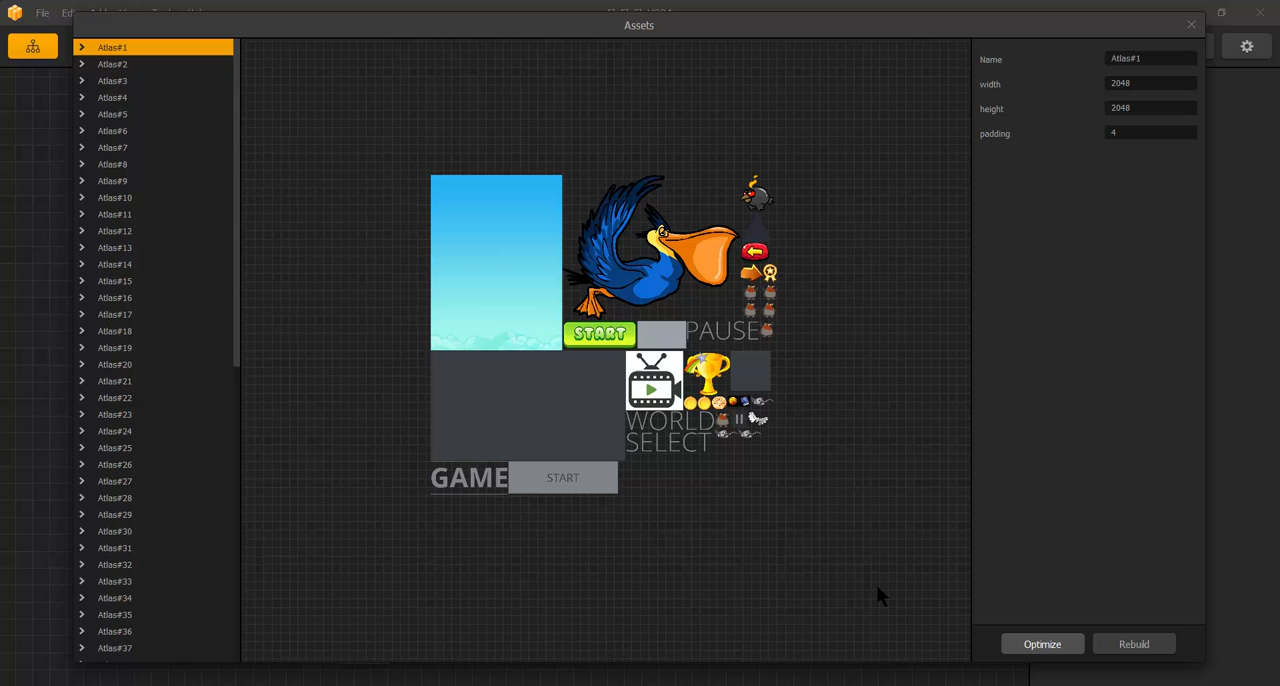 File
Assets
Atlas#1
Atlas#2
Atlas#3
Atlas#4
Atlas#5
Atlas#6
Atlas#7
Atlas#8
Atlas#9
Atlas#10
Atlas#11
Atlas#12
Atlas#13
Atlas#14
Atlas#15
Atlas#16
Atlas#17
Atlas#18
Atlas#19
Atlas#20
Atlas#21
Atlas#22
Atlas#23
Atlas#24
Atlas#25
Atlas#26
Atlas#27
Atlas#28
Atlas#29
Atlas#30
Atlas#31
Atlas#32
Atlas#33
Atlas#34
Atlas#35
Atlas#36
Atlas#37
START
PAUSE
WORLD
SELECT
GAME
START
Name Atlas#1
width 2048
height 2048
padding 4
Optimize
Rebuild